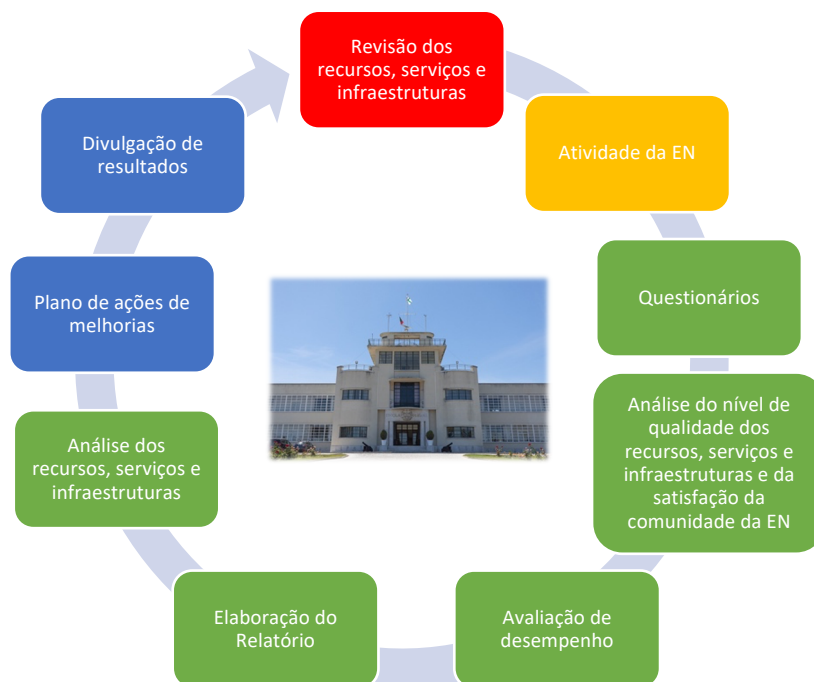 Revisão dos
recursos, serviços e
infraestruturas
Atividade da EN
Questionários
Análise do nível de
qualidade dos
recursos, serviços e
infraestruturas e da
satisfação da
comunidade da EN
Avaliação de
desempenho
Elaboração do
Relatório
Análise dos
recursos, serviços e
infraestruturas
Plano de ações de
melhorias
Divulgação de
resultados